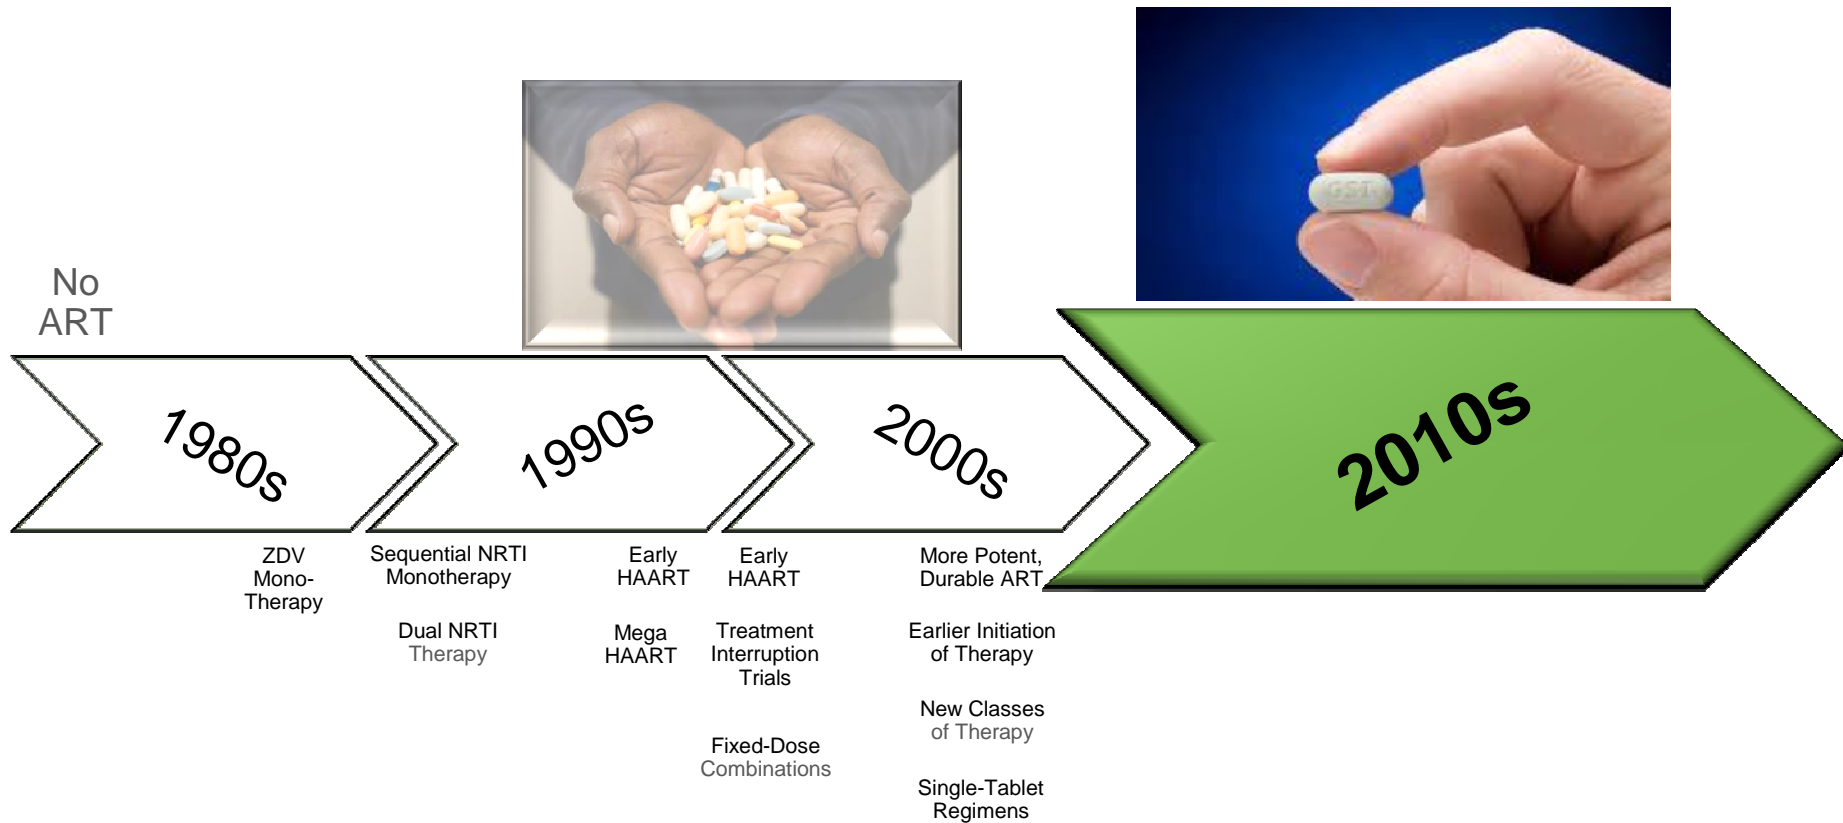 No
ART
1980s
1990s
2000s
2010s
GSI
ZDV
Mono-
Therapy
Sequential NRTI
Monotherapy
Dual NRTI
Therapy
Early
HAART
Mega
HAART
Early
HAART
Treatment
Interruption
Trials
Fixed-Dose
Combinations
More Potent,
Durable ART
Earlier Initiation
of Therapy
New Classes
of Therapy
Single-Tablet
Regimens